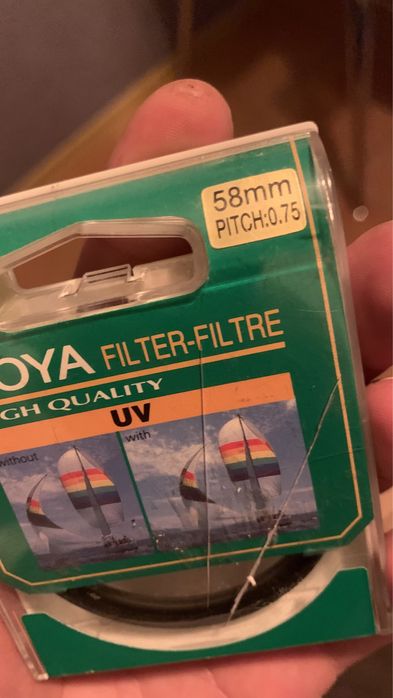 58mm
PITCH:0.75
OYA FILTER-FILTRE
GH QUALITY
UV
without
with